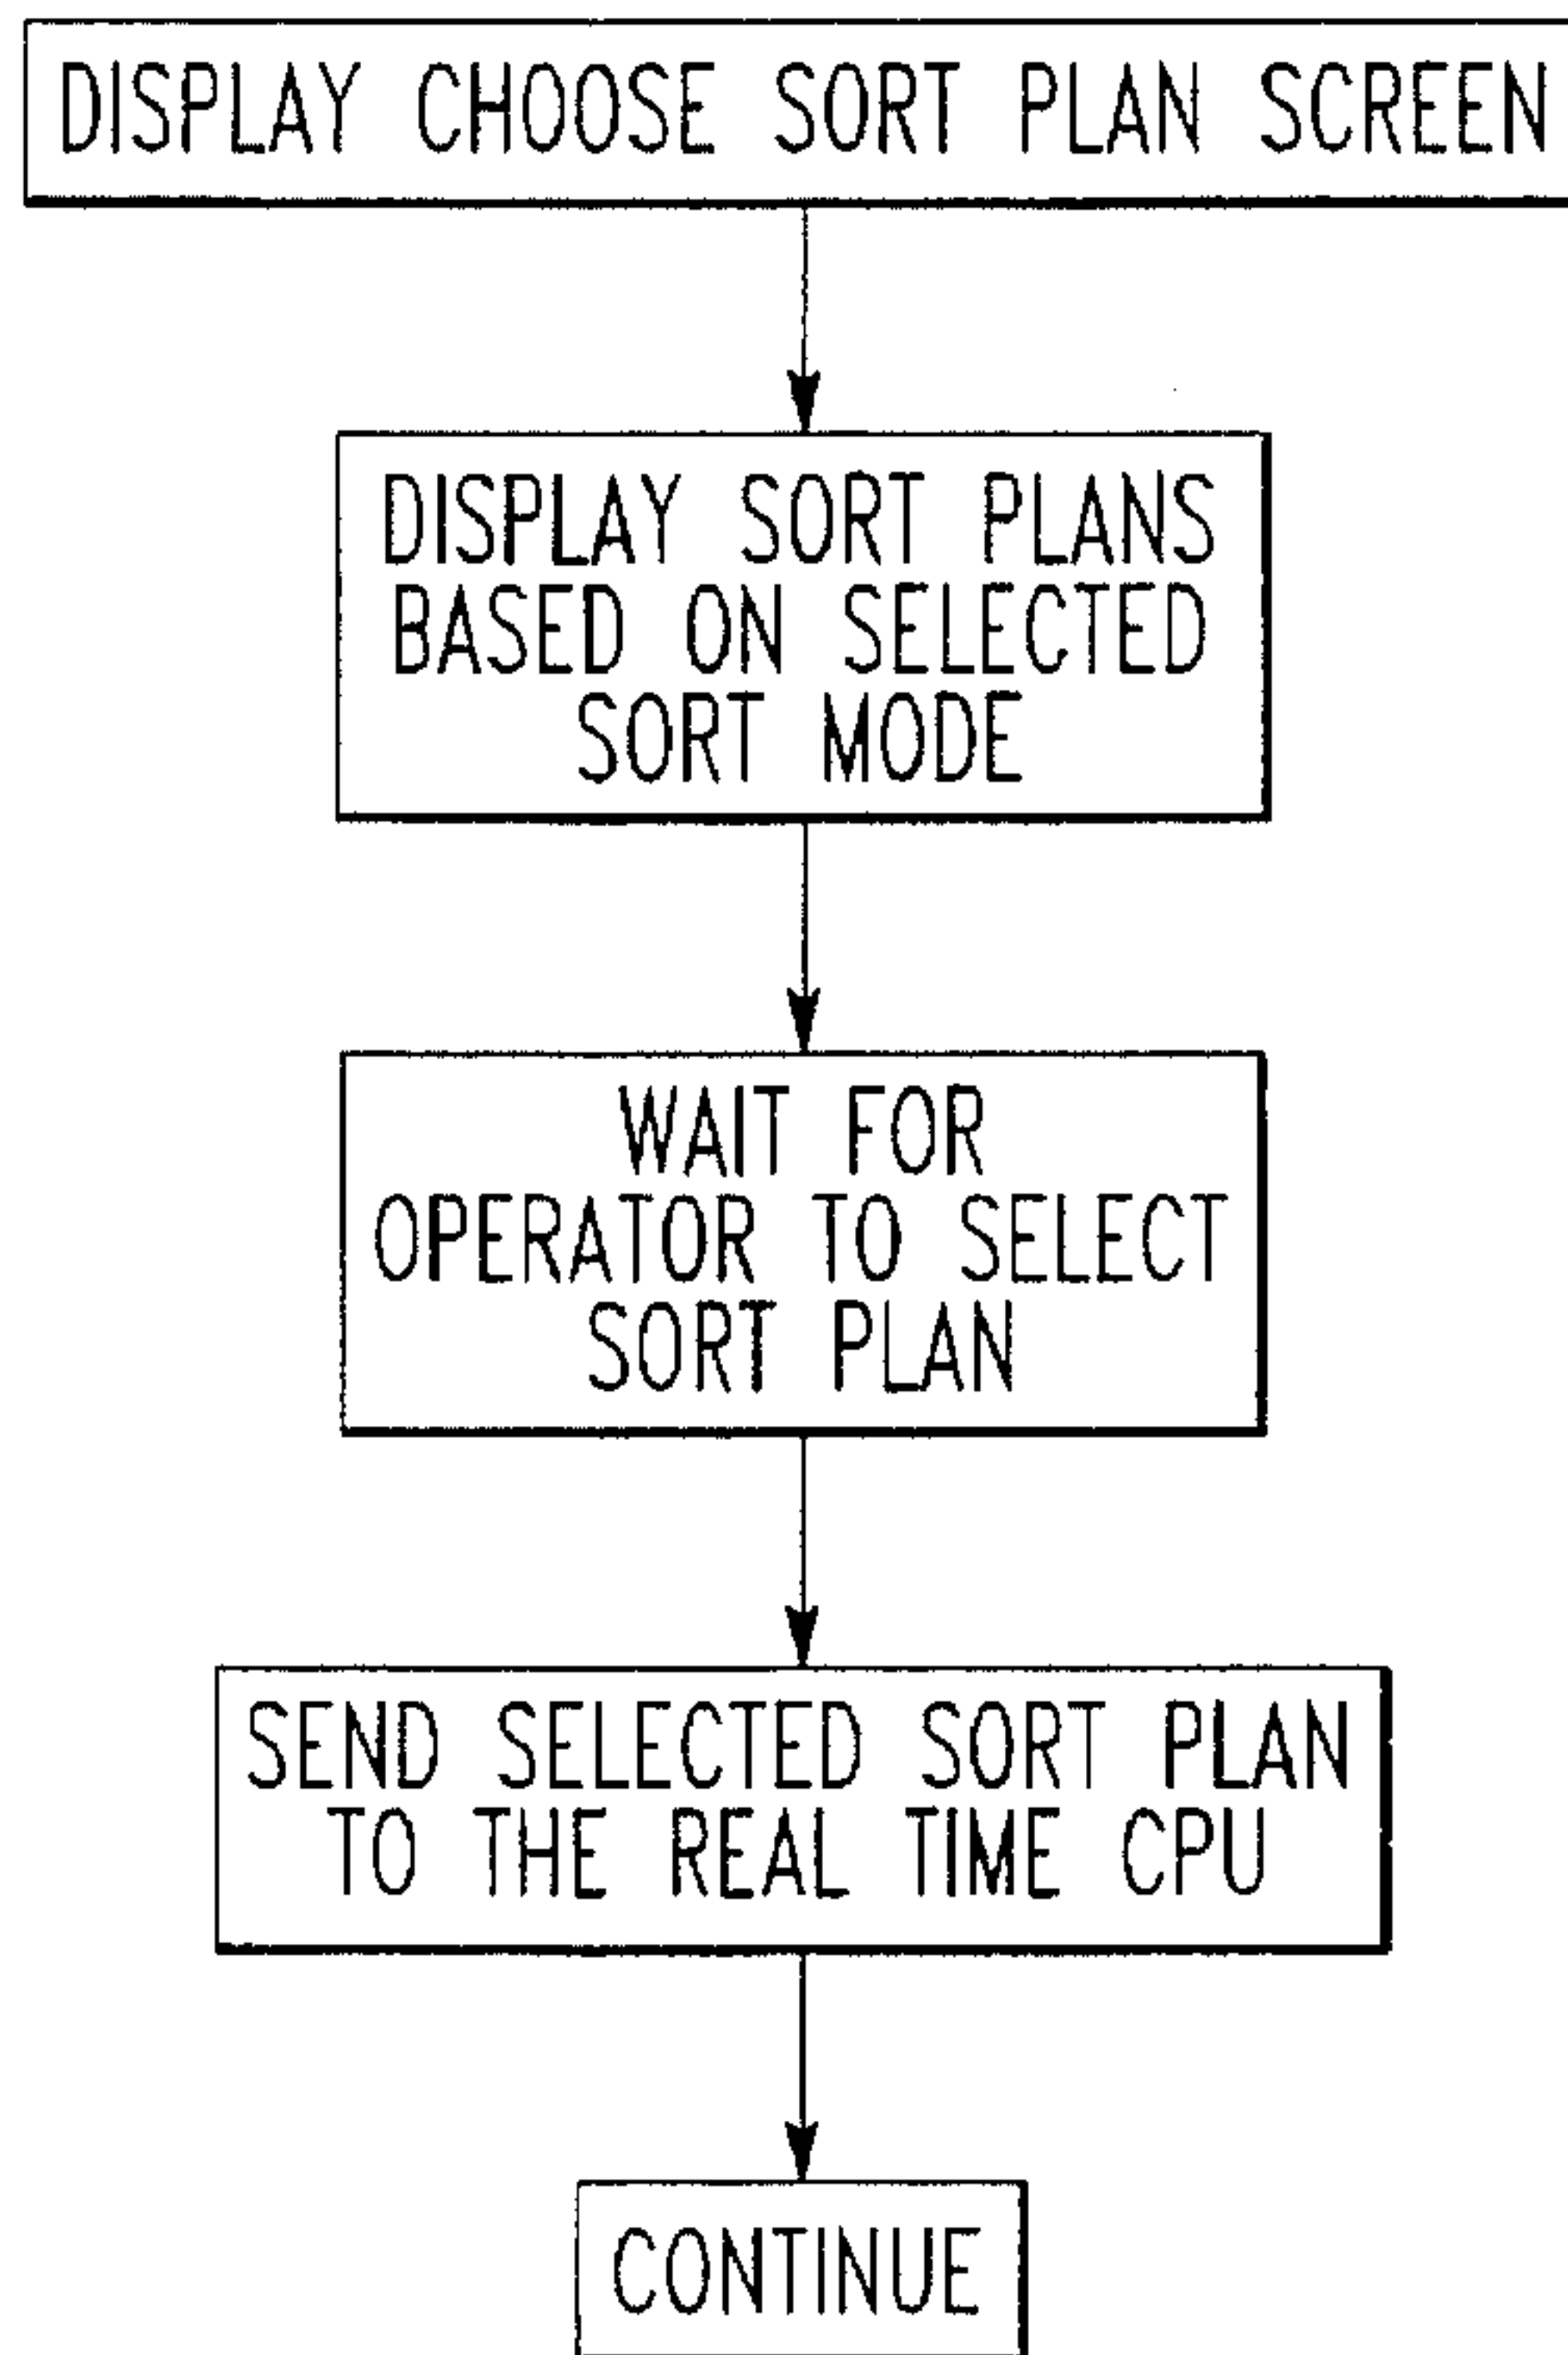 DISPLAY CHOOSE SORT PLAN SCREEN
DISPLAY SORT PLANS
BASED ON SELECTED
SORT MODE
WAIT FOR
OPERATOR TO SELECT
SORT PLAN
SEND SELECTED SORT PLAN
TO THE REAL TIME CPU
CONTINUE